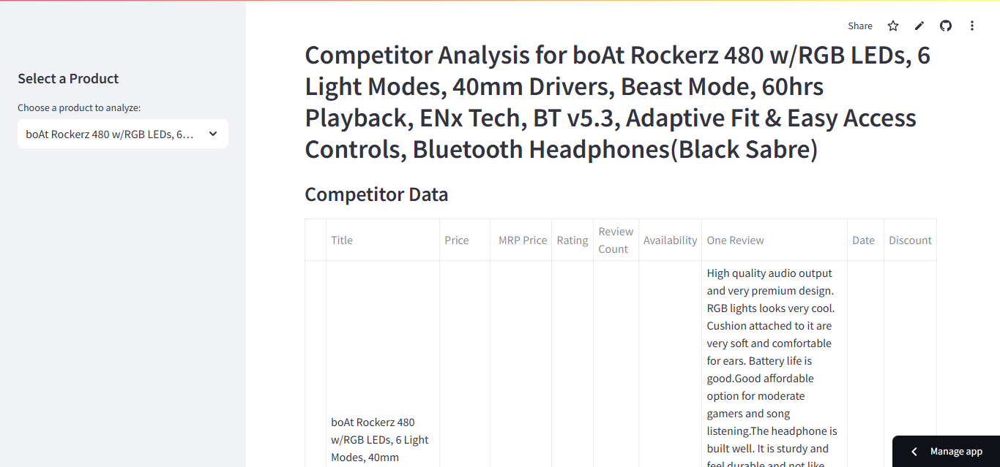 Share
Select a Product
Choose a product to analyze:
boAt Rockerz 480 w/RGB LEDs, 6...
Competitor Analysis for boAt Rockerz 480 w/RGB LEDs, 6
Light Modes, 40mm Drivers, Beast Mode, 60hrs
Playback, ENx Tech, BT v5.3, Adaptive Fit & Easy Access
Controls, Bluetooth Headphones(Black Sabre)
Competitor Data
Title Price MRP Price Rating Review Count Availability One Review Date Discount
boAt Rockerz 480
w/RGB LEDs, 6 Light
Modes, 40mm
High quality audio output
and very premium design.
RGB lights looks very cool.
Cushion attached to it are
very soft and comfortable
for ears. Battery life is
good.Good affordable
option for moderate
gamers and song
listening.The headphone is
built well. It is sturdy and
feel durable and not like
Manage app